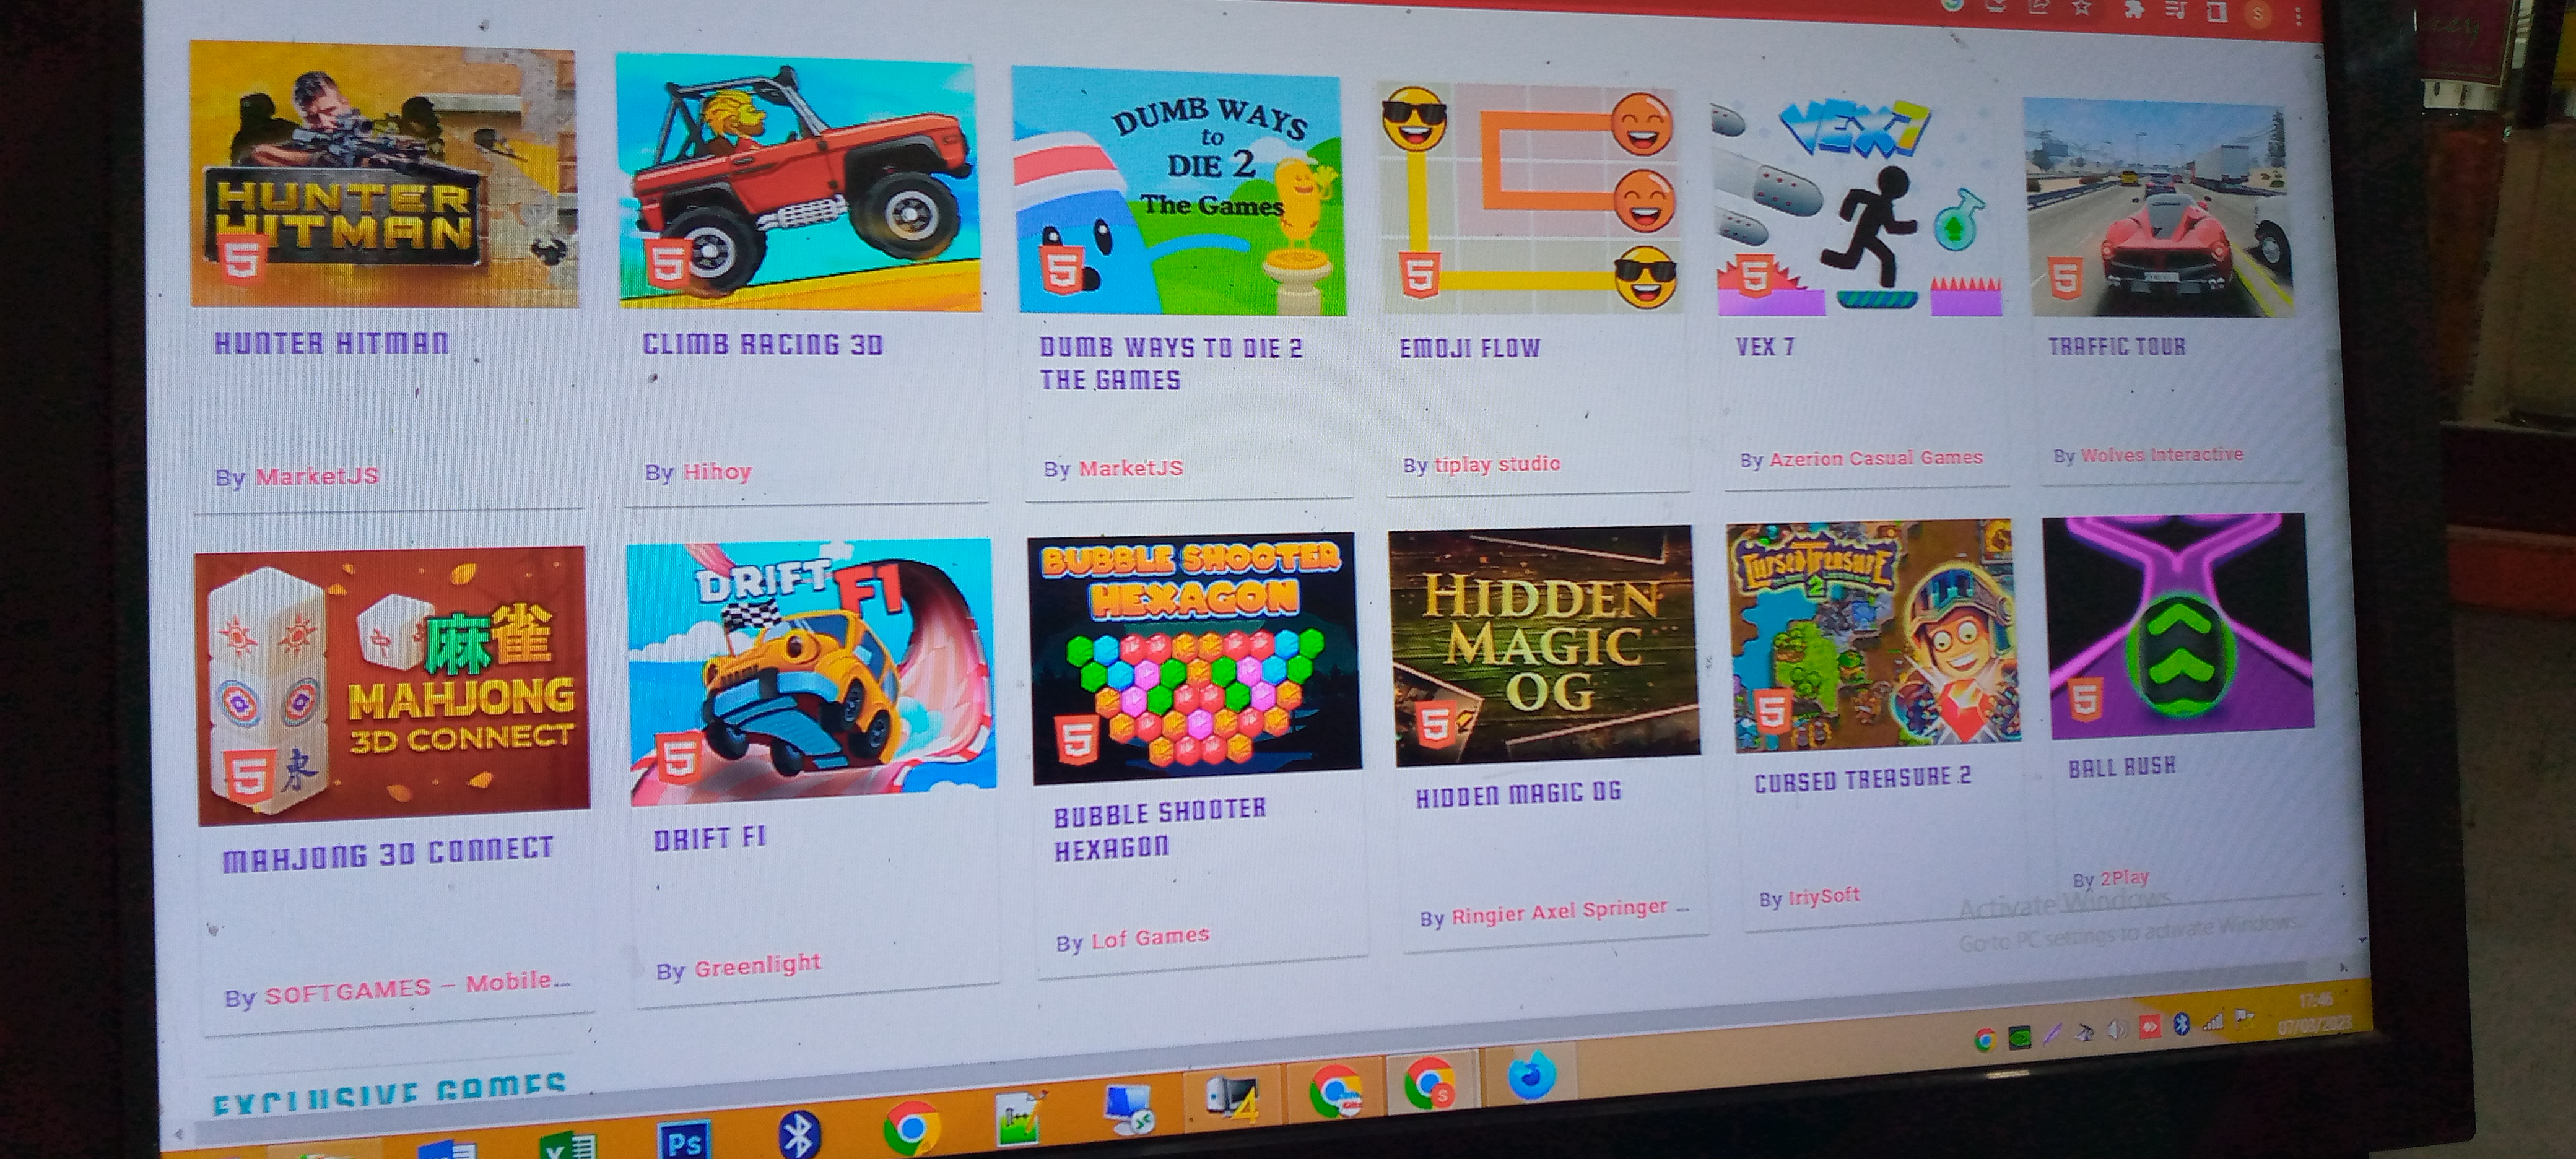 HUNTER
HITMAN
DUMB WAYS
to
DIE 2
The Games
VEX 7
HUNTER HITMAN
CLIMB RACING 3D
DUMB WAYS TO DIE 2
THE GAMES
EMOJI FLOW
VEX 7
TRAFFIC TOUR
By MarketJS
By Hihoy
By MarketJS
By tiplay studio
By Azerion Casual Games
By Wolves Interactive
麻雀
MAHJONG
3D CONNECT
東
DRIFT
F1
BUBBLE SHOOTER
HEXAGON
HIDDEN
MAGIC
OG
Cursed Treasure
2
MAHJONG 3D CONNECT
DRIFT F1
BUBBLE SHOOTER
HEXAGON
HIDDEN MAGIC OG
CURSED TREASURE 2
BALL RUSH
By SOFTGAMES – Mobile...
By Greenlight
By Lof Games
By Ringier Axel Springer ...
By IriySoft
By 2Play
Activate Windows
Go to PC settings to activate Windows.
EXCLUSIVE GAMES
17:46
07/03/2023
Ps